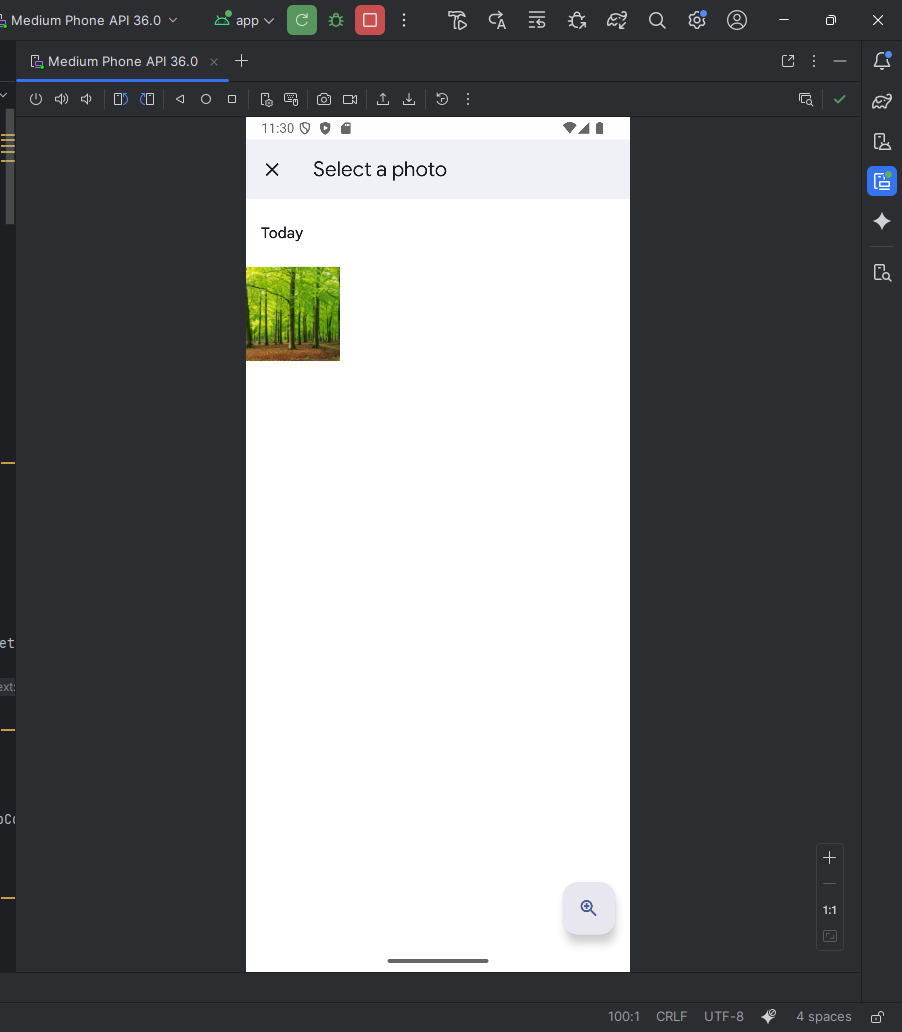 Medium Phone API 36.0
app
Medium Phone API 36.0
11:30
Select a photo
Today
et
ext:
1:1
100:1 CRLF UTF-8 4 spaces